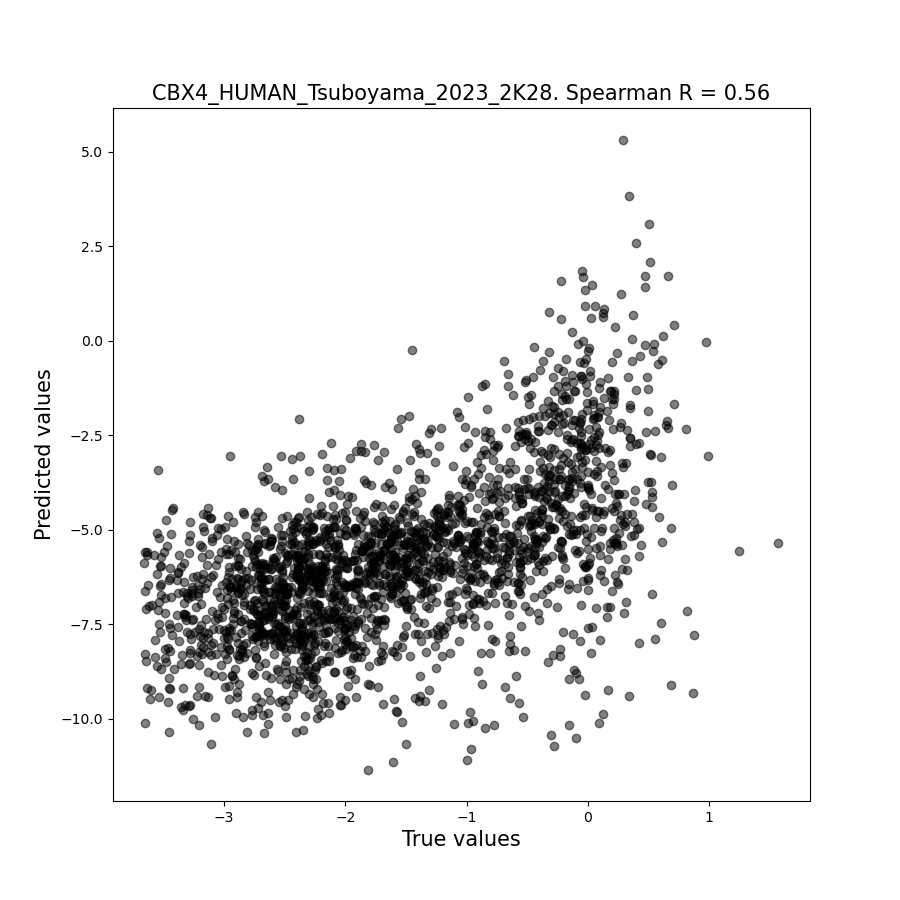 CBX4_HUMAN_Tsuboyama_2023_2K28. Spearman R = 0.56
5.0
2.5
0.0
−2.5
−5.0
−7.5
−10.0
Predicted values
−3 −2 −1 0 1
True values